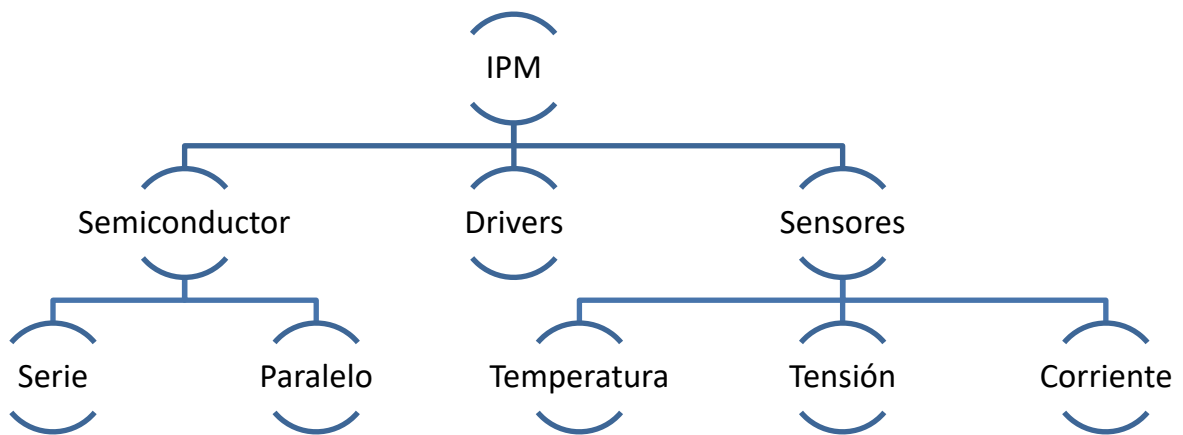 IPM
Semiconductor
Drivers
Sensores
Serie
Paralelo
Temperatura
Tensión
Corriente